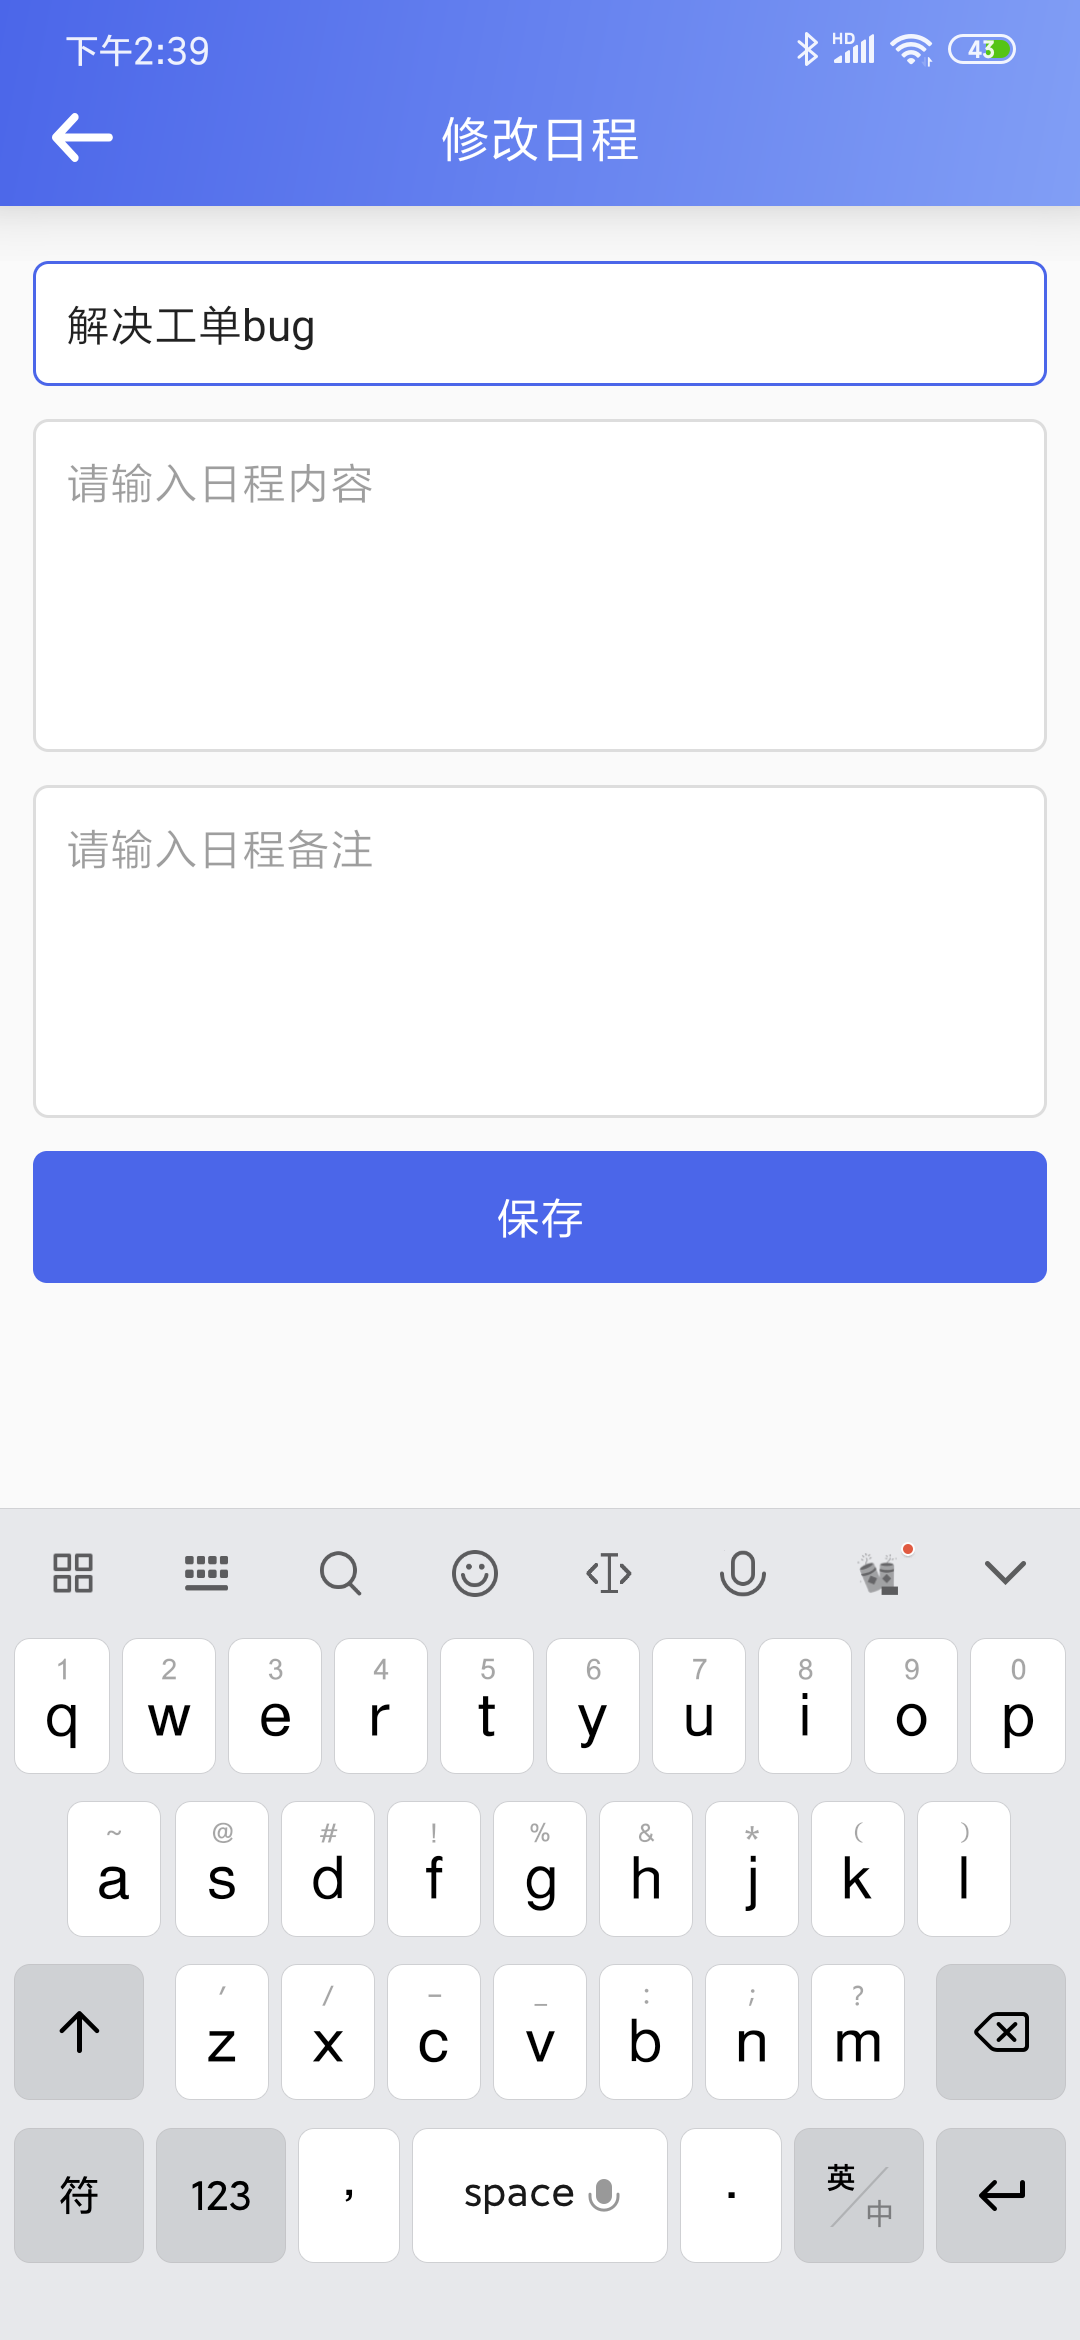 下午2:39
HD
43
修改日程
解决工单bug
请输入日程内容
请输入日程备注
保存
1 2 3 4 5 6 7 8 9 0
q w e r t y u i o p
~ @ # ! % & * ( )
a s d f g h j k l
' / - _ : ; ?
z x c v b n m
符 123 , space . 英/中